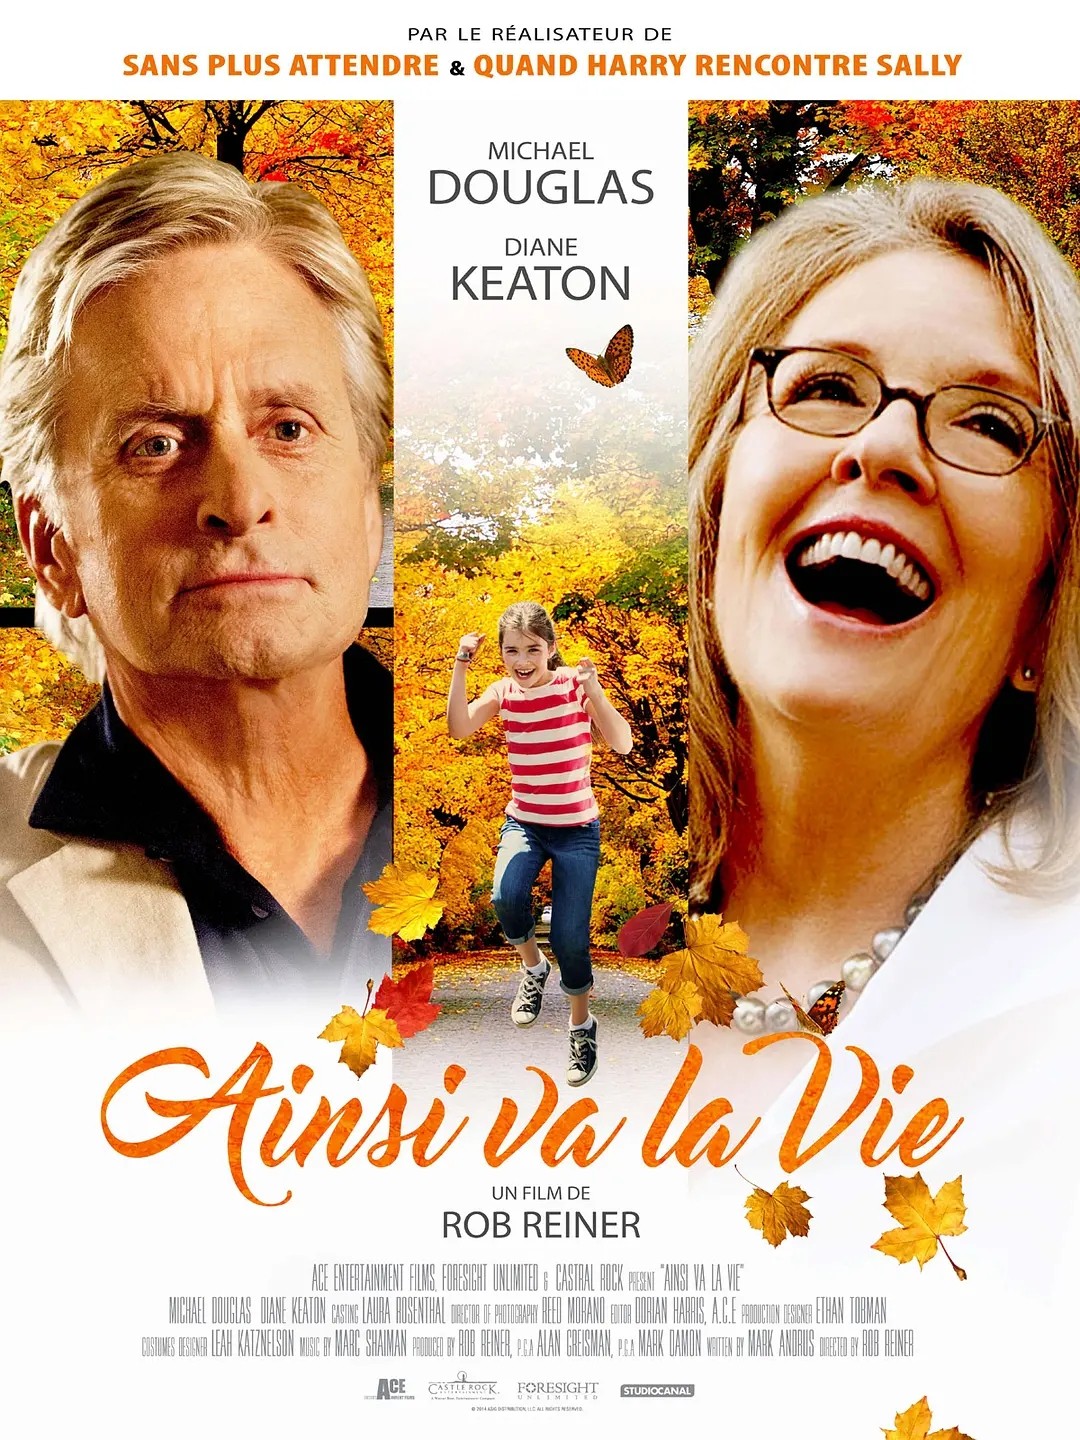 PAR LE RÉALISATEUR DE
SANS PLUS ATTENDRE & QUAND HARRY RENCONTRE SALLY
MICHAEL
DOUGLAS
DIANE
KEATON
Ainsi va la Vie
UN FILM DE
ROB REINER
ACE ENTERTAINMENT FILMS, FORESIGHT UNLIMITED & CASTRAL ROCK PRESENT "AINSI VA LA VIE"
MICHAEL DOUGLAS DIANE KEATON CASTING LAURA ROSENTHAL DIRECTOR OF PHOTOGRAPHY REED MORANO EDITOR DORIAN HARRIS, A.C.E PRODUCTION DESIGNER ETHAN TOBMAN
COSTUMES DESIGNER LEAH KATZNELSON MUSIC BY MARC SHAIMAN PRODUCED BY ROB REINER, P.G.A ALAN GREISMAN, P.G.A MARK DAMON WRITTEN BY MARK ANDRUS DIRECTED BY ROB REINER
ACE
CASTLE ROCK
ENTERTAINMENT
FORESIGHT
UNLIMITED
STUDIOCANAL